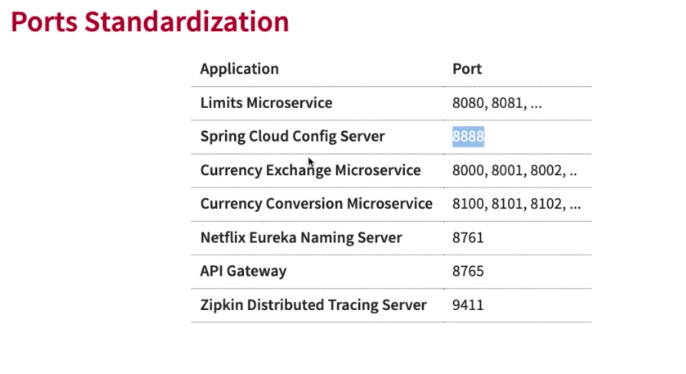 Ports Standardization
Application Port
Limits Microservice 8080, 8081, ...
Spring Cloud Config Server 8888
Currency Exchange Microservice 8000, 8001, 8002, ..
Currency Conversion Microservice 8100, 8101, 8102, ...
Netflix Eureka Naming Server 8761
API Gateway 8765
Zipkin Distributed Tracing Server 9411